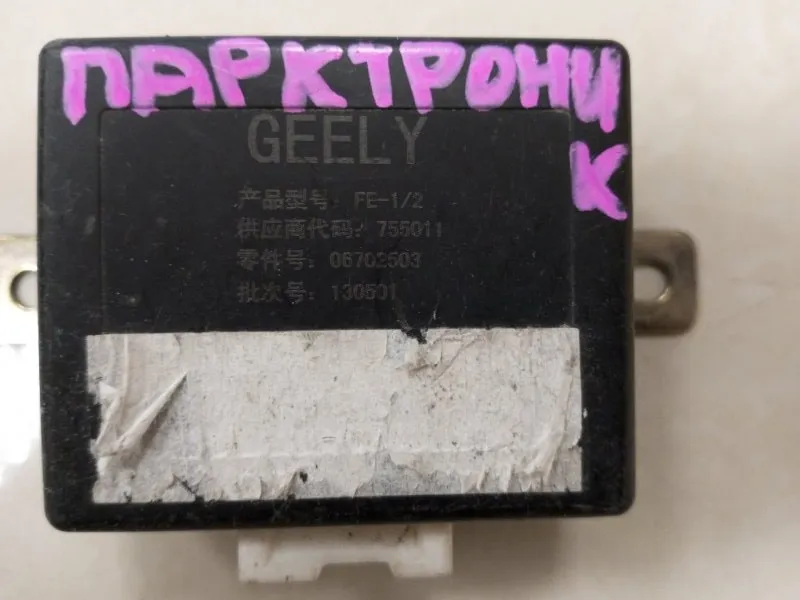 ПАРКТРОНИ
К
GEELY
产品型号: FE-1/2
供应商代码: 755011
零件号: 06702503
批次号: 130501